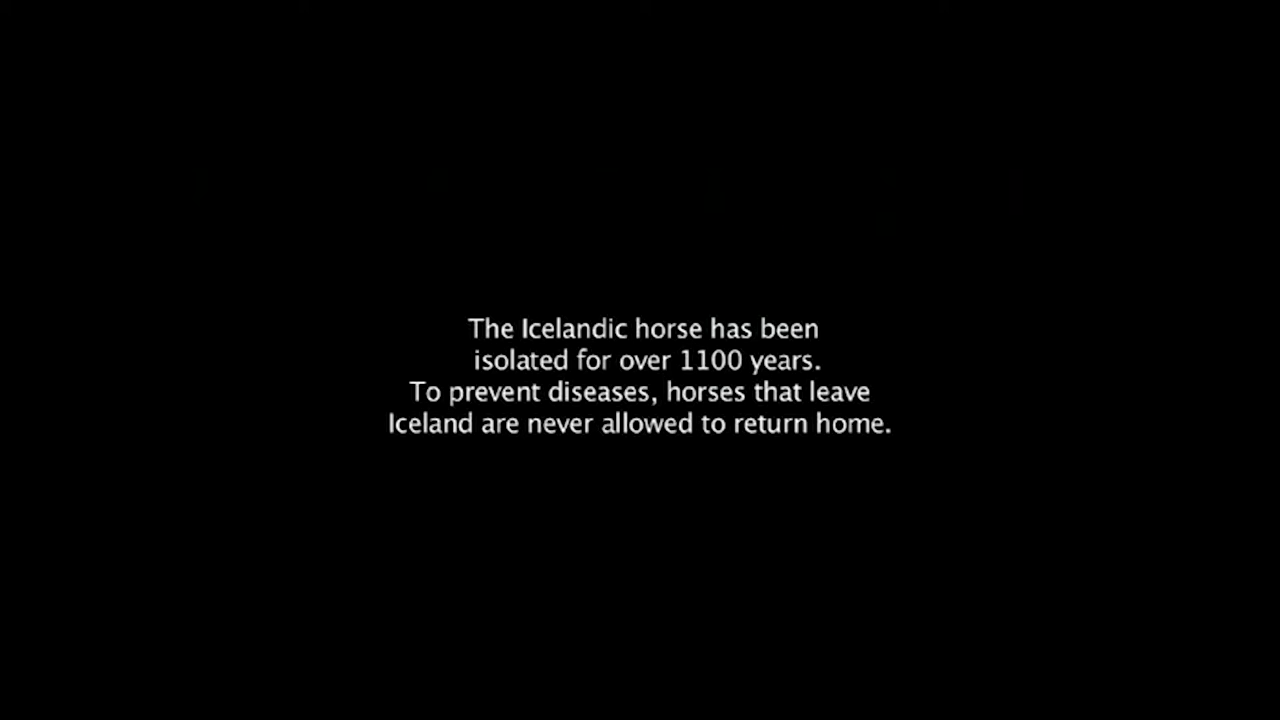 The Icelandic horse has been
isolated for over 1100 years.
To prevent diseases, horses that leave
Iceland are never allowed to return home.